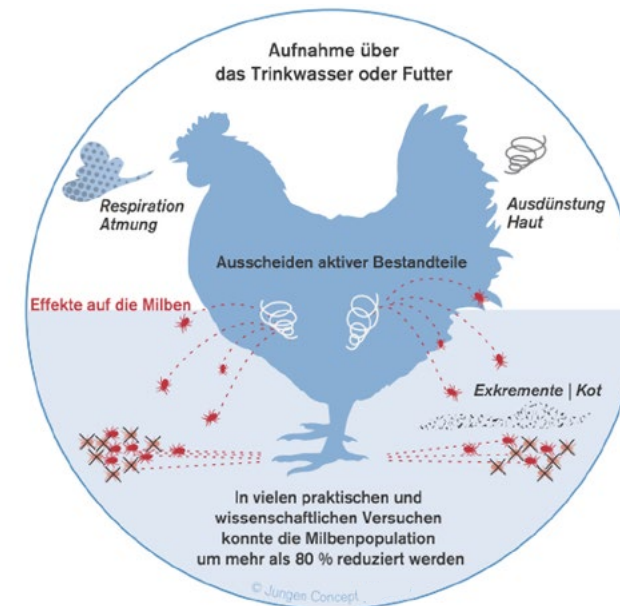 Aufnahme über
das Trinkwasser oder Futter
Respiration
Atmung
Ausdünstung
Haut
Ausscheiden aktiver Bestandteile
Effekte auf die Milben
Exkremente | Kot
In vielen praktischen und
wissenschaftlichen Versuchen
konnte die Milbenpopulation
um mehr als 80 % reduziert werden
© Jungen Concept